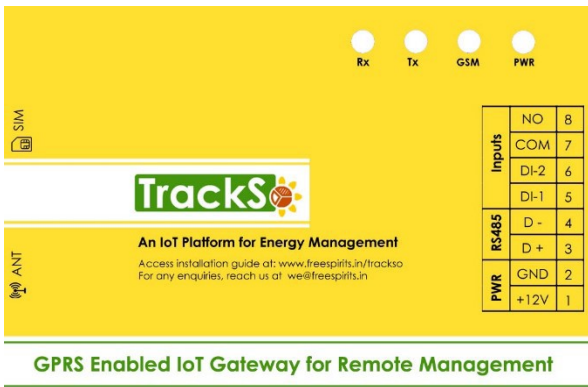 Rx Tx GSM PWR
SIM
ANT
TrackSo
An IoT Platform for Energy Management
Access installation guide at: www.freespirits.in/trackso
For any enquiries, reach us at we@freespirits.in
Inputs
NO 8
COM 7
DI-2 6
DI-1 5
RS485
D - 4
D + 3
PWR
GND 2
+12V 1
GPRS Enabled IoT Gateway for Remote Management